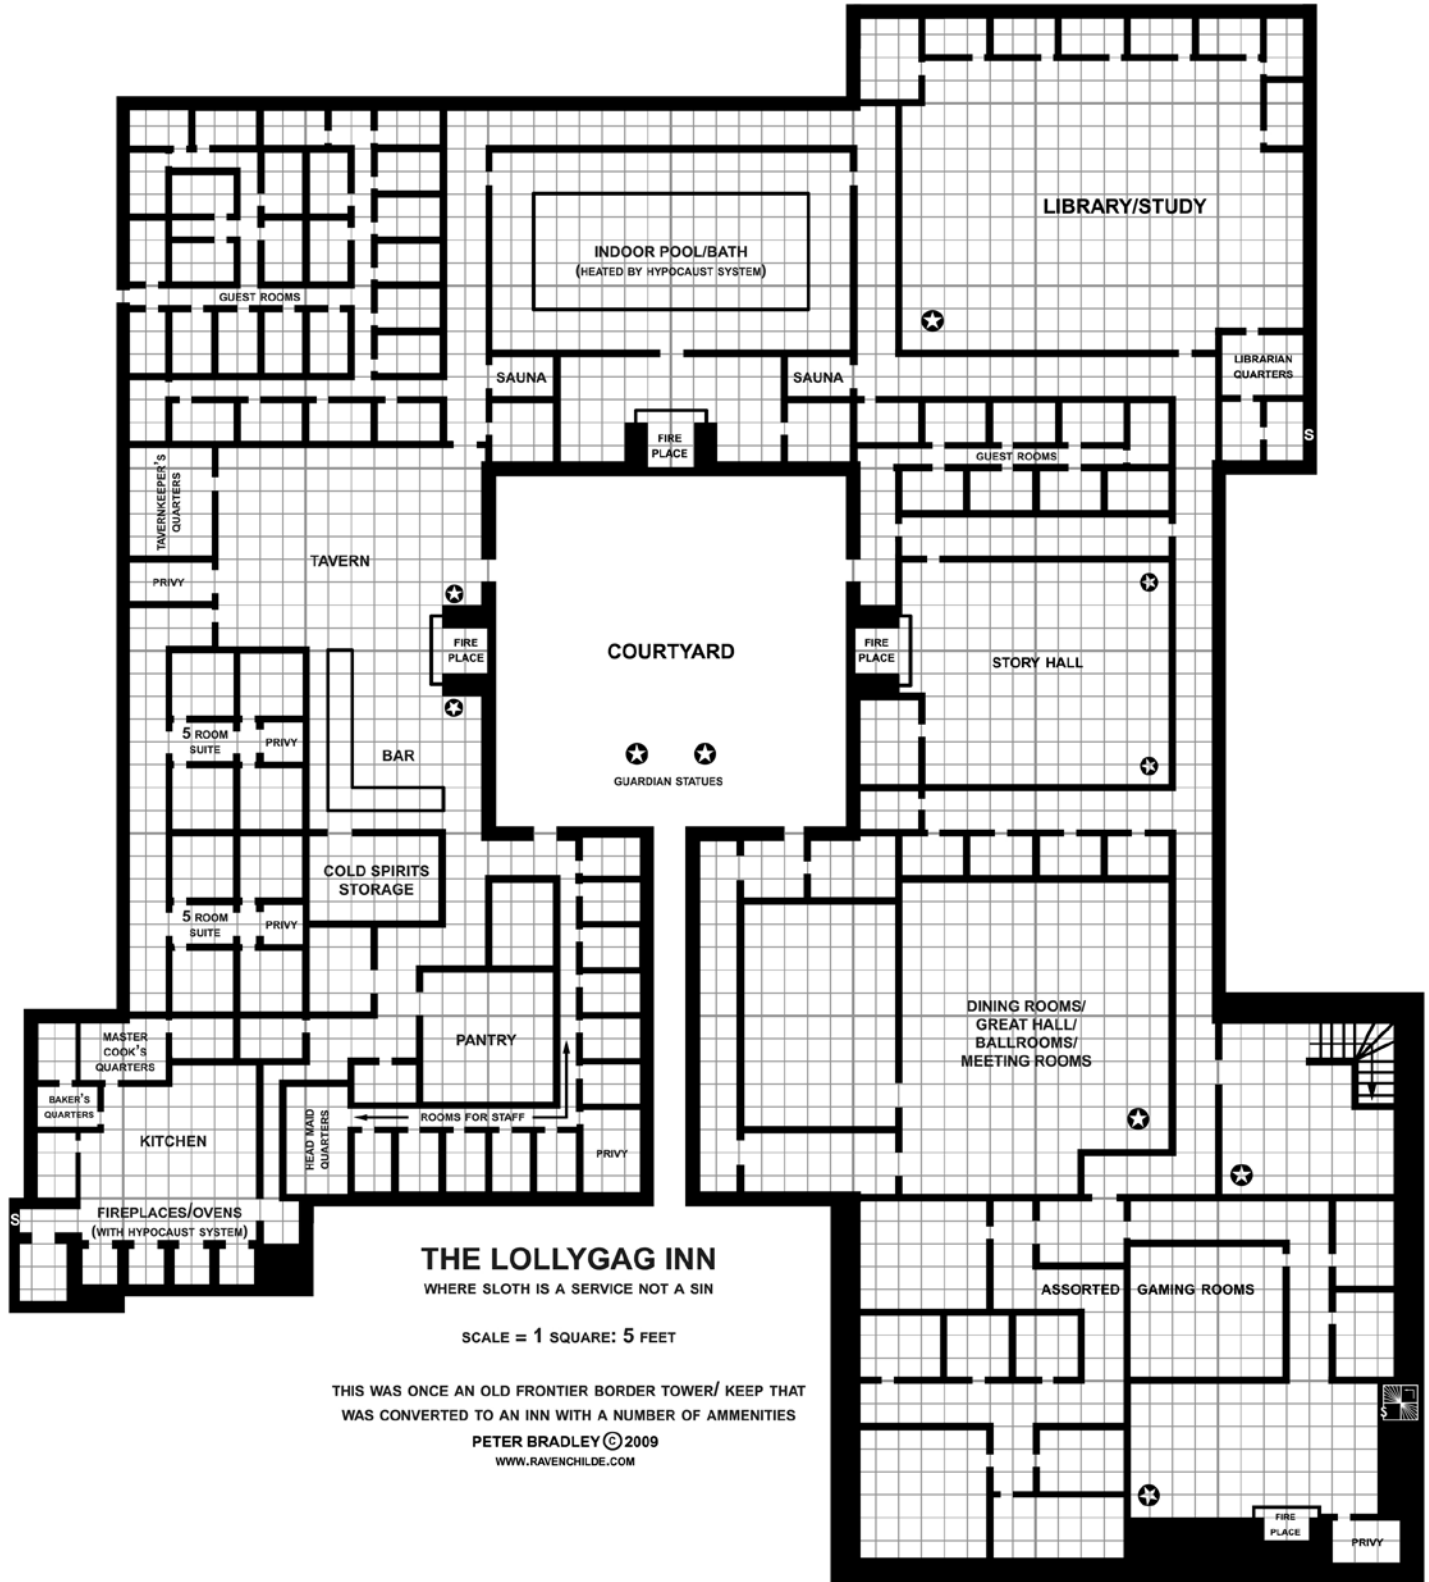 LIBRARY/STUDY
INDOOR POOL/BATH
(HEATED BY HYPOCAUST SYSTEM)
GUEST ROOMS
SAUNA
SAUNA
LIBRARIAN
QUARTERS
S
FIRE
PLACE
GUEST ROOMS
TAVERNKEEPER'S
QUARTERS
TAVERN
PRIVY
FIRE
PLACE
COURTYARD
FIRE
PLACE
STORY HALL
5 ROOM
SUITE
PRIVY
BAR
GUARDIAN STATUES
COLD SPIRITS
STORAGE
5 ROOM
SUITE
PRIVY
DINING ROOMS/
GREAT HALL/
BALLROOMS/
MEETING ROOMS
MASTER
COOK'S
QUARTERS
PANTRY
BAKER'S
QUARTERS
ROOMS FOR STAFF
HEAD MAID
QUARTERS
KITCHEN
PRIVY
S
FIREPLACES/OVENS
(WITH HYPOCAUST SYSTEM)
THE LOLLYGAG INN
WHERE SLOTH IS A SERVICE NOT A SIN
ASSORTED GAMING ROOMS
SCALE = 1 SQUARE: 5 FEET
THIS WAS ONCE AN OLD FRONTIER BORDER TOWER/ KEEP THAT
WAS CONVERTED TO AN INN WITH A NUMBER OF AMMENITIES
S
PETER BRADLEY © 2009
WWW.RAVENCHILDE.COM
FIRE
PLACE
PRIVY